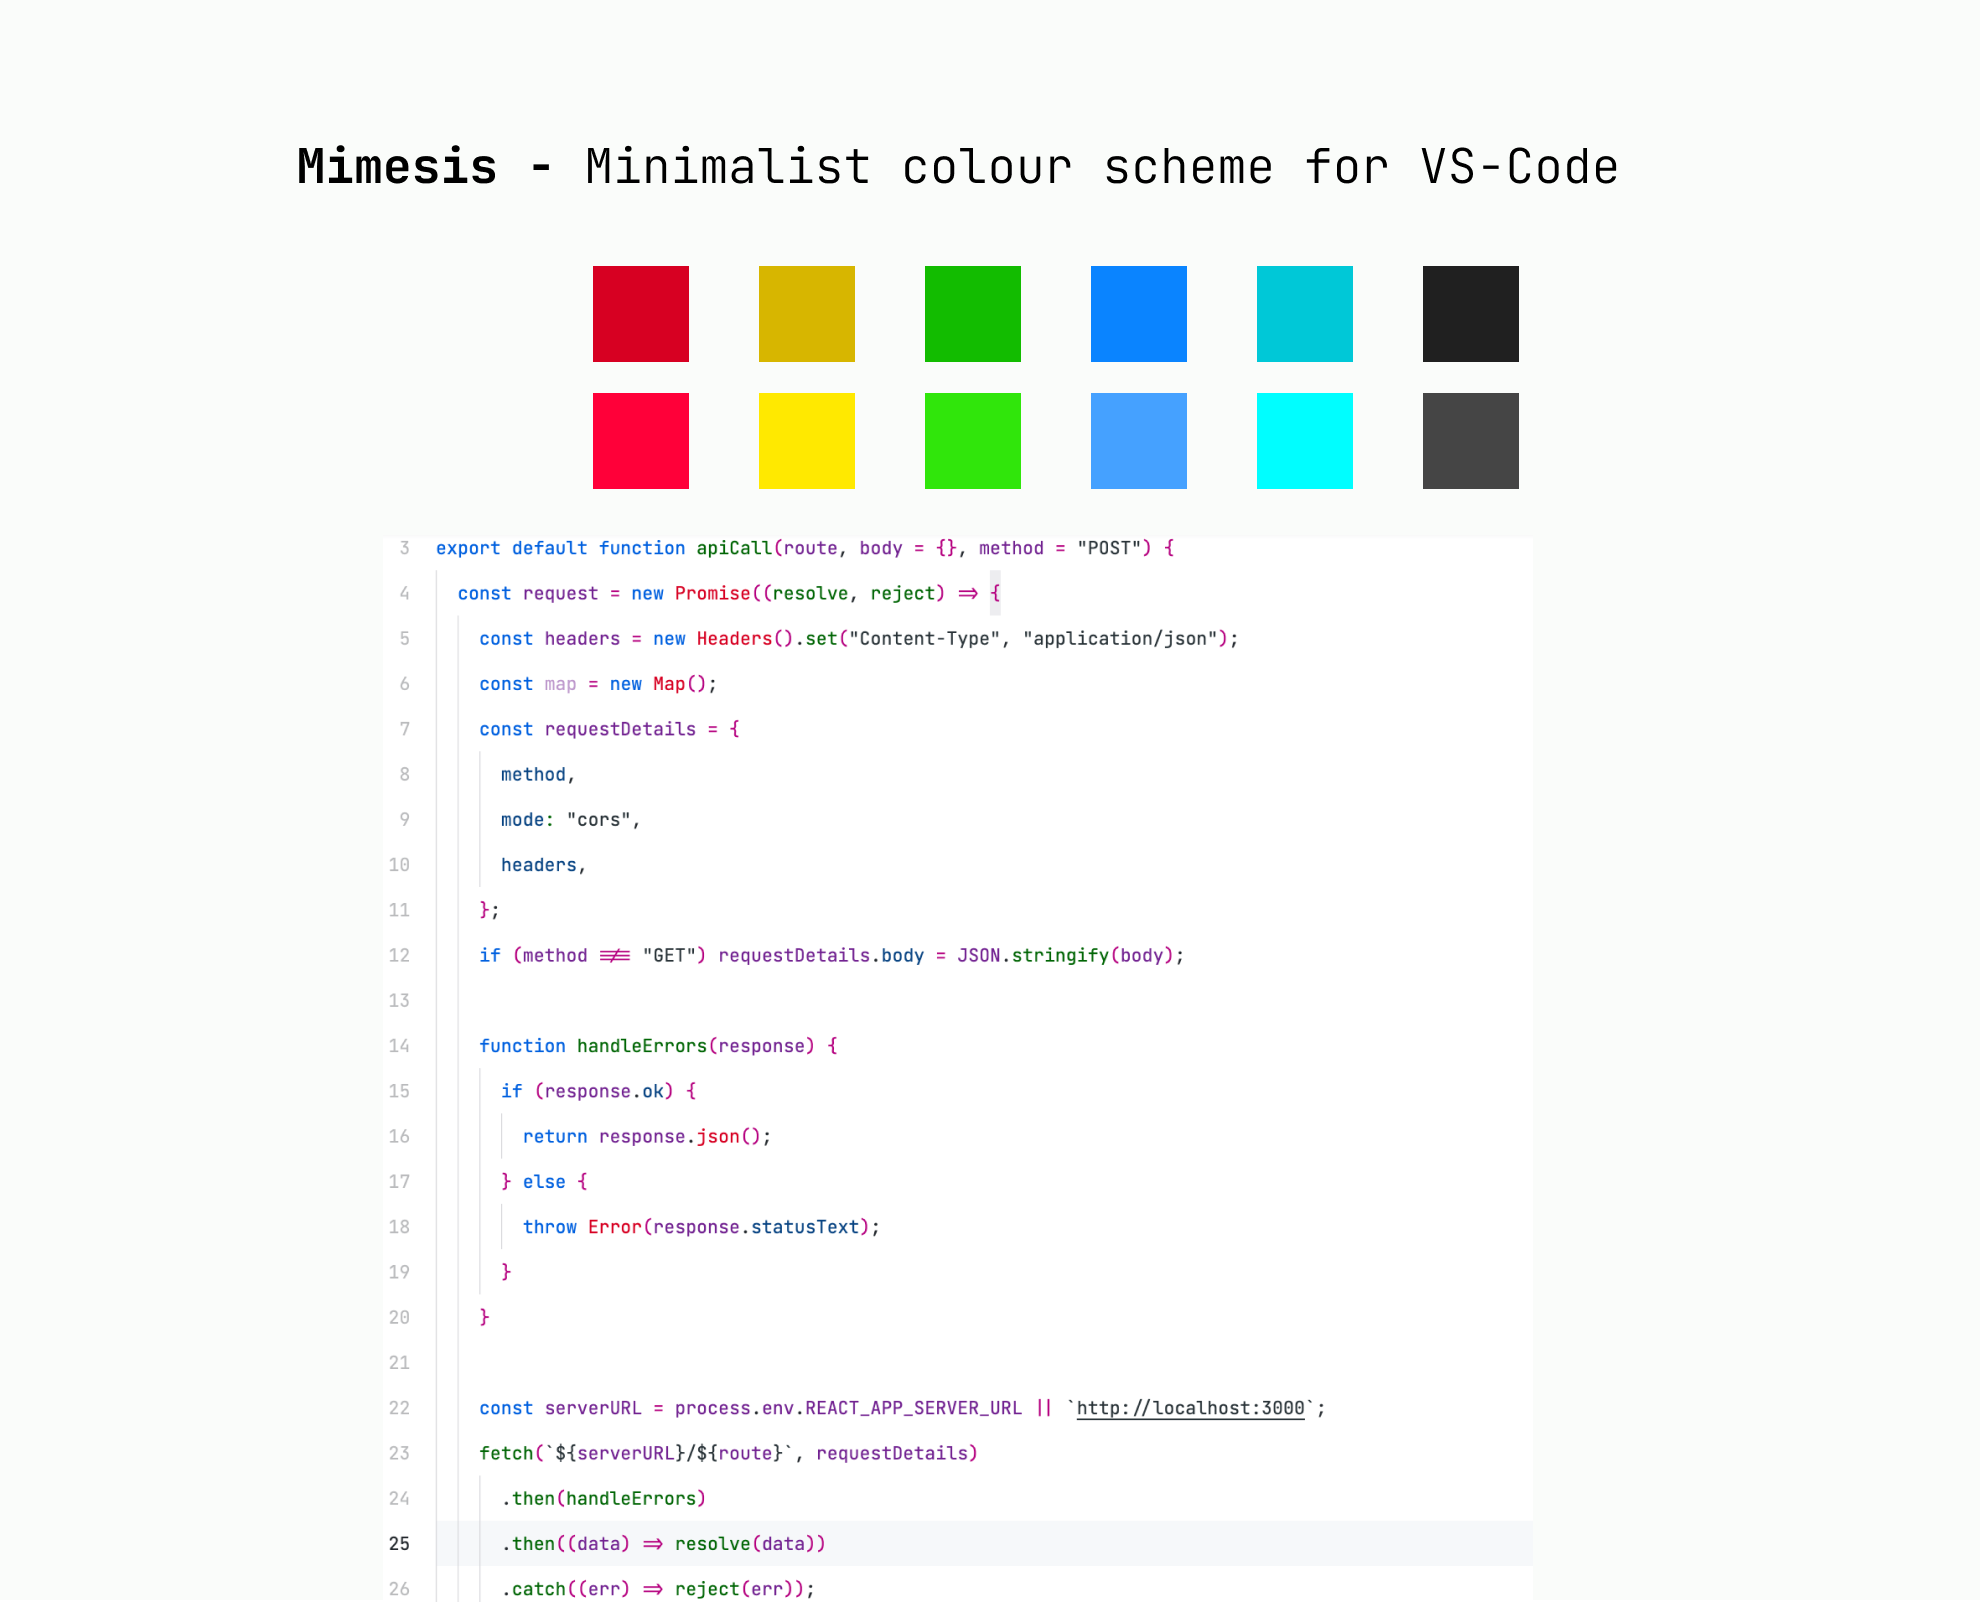 Mimesis - Minimalist colour scheme for VS-Code
3 export default function apiCall(route, body = {}, method = "POST") {
4 const request = new Promise((resolve, reject) => {
5 const headers = new Headers().set("Content-Type", "application/json");
6 const map = new Map();
7 const requestDetails = {
8 method,
9 mode: "cors",
10 headers,
11 };
12 if (method !== "GET") requestDetails.body = JSON.stringify(body);
13
14 function handleErrors(response) {
15 if (response.ok) {
16 return response.json();
17 } else {
18 throw Error(response.statusText);
19 }
20 }
21
22 const serverURL = process.env.REACT_APP_SERVER_URL || `http://localhost:3000`;
23 fetch(`${serverURL}/${route}`, requestDetails)
24 .then(handleErrors)
25 .then((data) => resolve(data))
26 .catch((err) => reject(err));